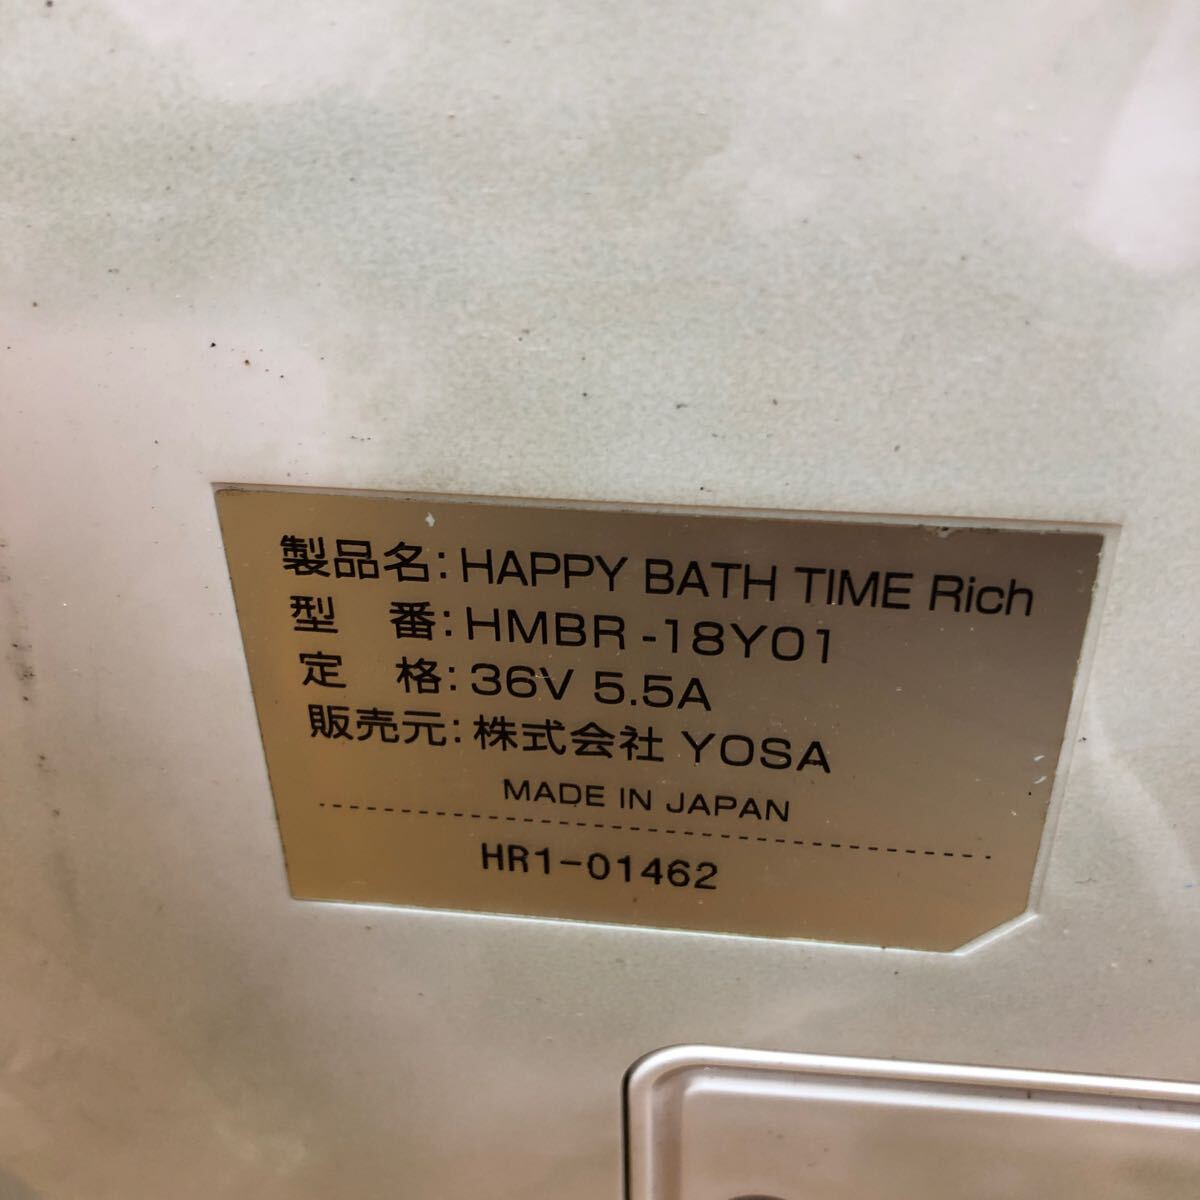 製品名: HAPPY BATH TIME Rich
型　番: HMBR -18Y01
定　格: 36V 5.5A
販売元: 株式会社 YOSA
MADE IN JAPAN
HR1-01462